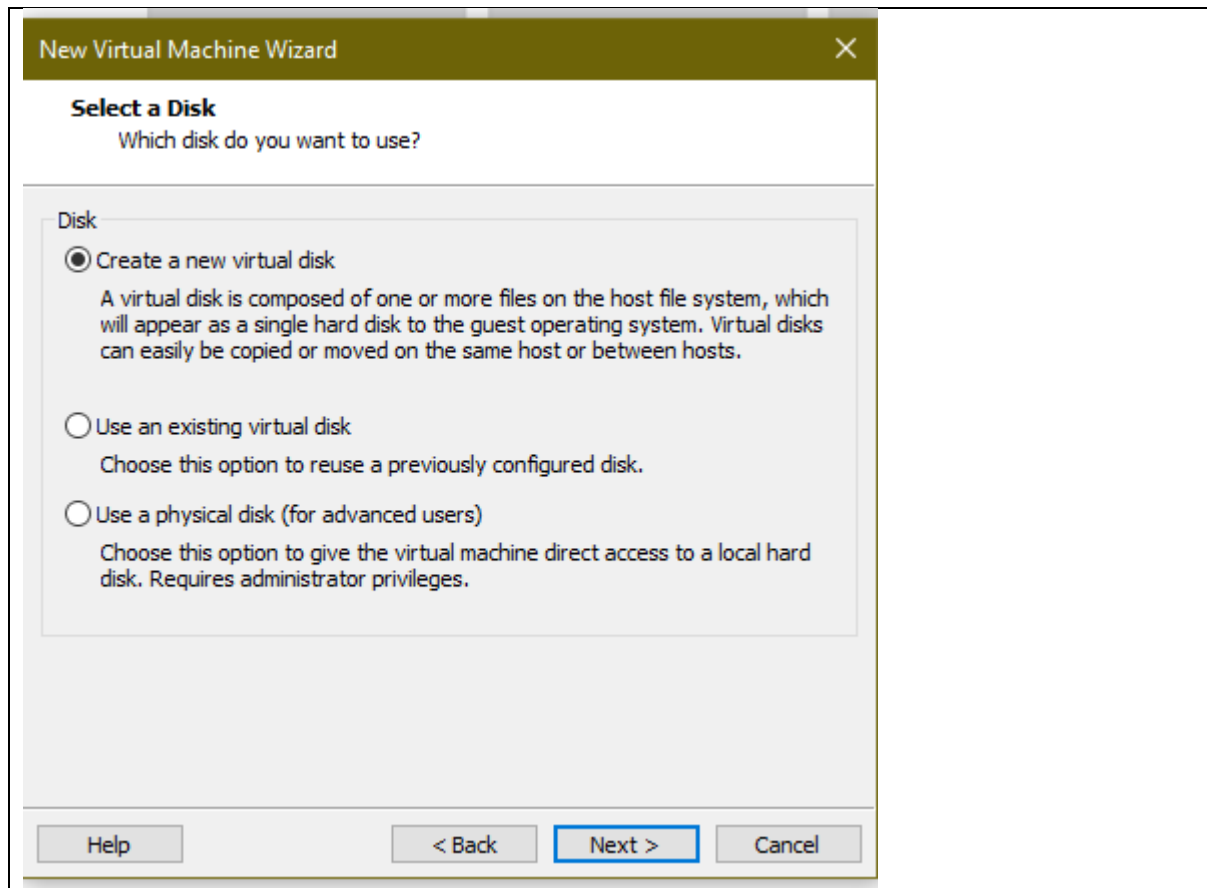 New Virtual Machine Wizard
Select a Disk
Which disk do you want to use?
Disk
Create a new virtual disk
A virtual disk is composed of one or more files on the host file system, which
will appear as a single hard disk to the guest operating system. Virtual disks
can easily be copied or moved on the same host or between hosts.
Use an existing virtual disk
Choose this option to reuse a previously configured disk.
Use a physical disk (for advanced users)
Choose this option to give the virtual machine direct access to a local hard
disk. Requires administrator privileges.
Help < Back Next > Cancel